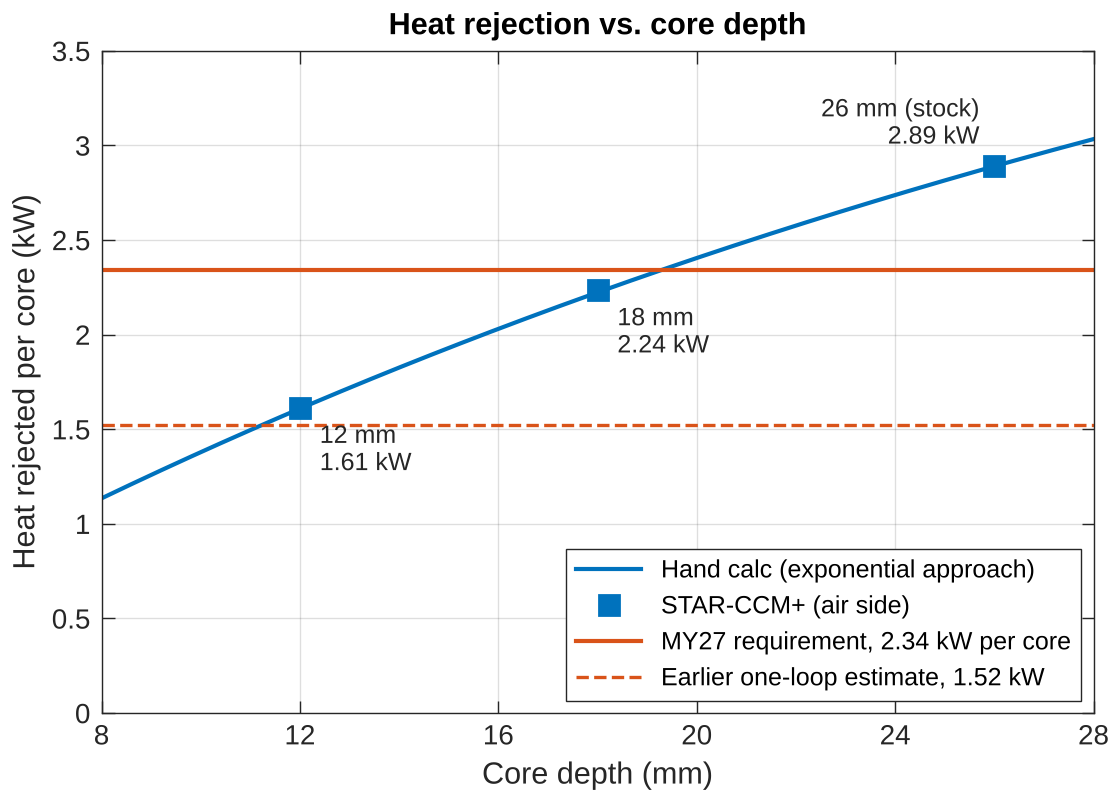 Heat rejection vs. core depth
Heat rejected per core (kW)
3.5
3
2.5
2
1.5
1
0.5
0
26 mm (stock)
2.89 kW
18 mm
2.24 kW
12 mm
1.61 kW
Hand calc (exponential approach)
STAR-CCM+ (air side)
MY27 requirement, 2.34 kW per core
Earlier one-loop estimate, 1.52 kW
8
12
16
20
24
28
Core depth (mm)